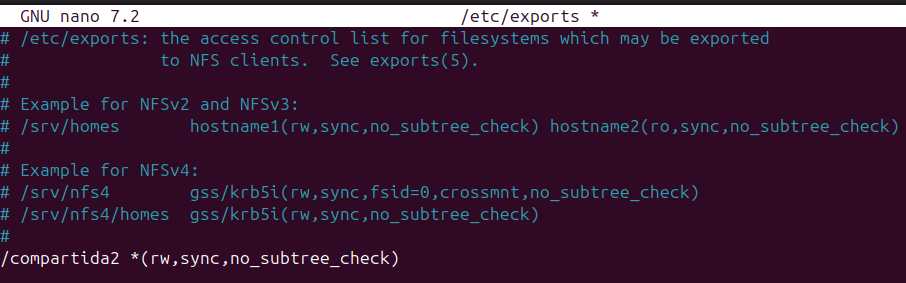 GNU nano 7.2                                /etc/exports *
# /etc/exports: the access control list for filesystems which may be exported
#               to NFS clients.  See exports(5).
#
# Example for NFSv2 and NFSv3:
# /srv/homes       hostname1(rw,sync,no_subtree_check) hostname2(ro,sync,no_subtree_check)
#
# Example for NFSv4:
# /srv/nfs4        gss/krb5i(rw,sync,fsid=0,crossmnt,no_subtree_check)
# /srv/nfs4/homes  gss/krb5i(rw,sync,no_subtree_check)
#
/compartida2 *(rw,sync,no_subtree_check)